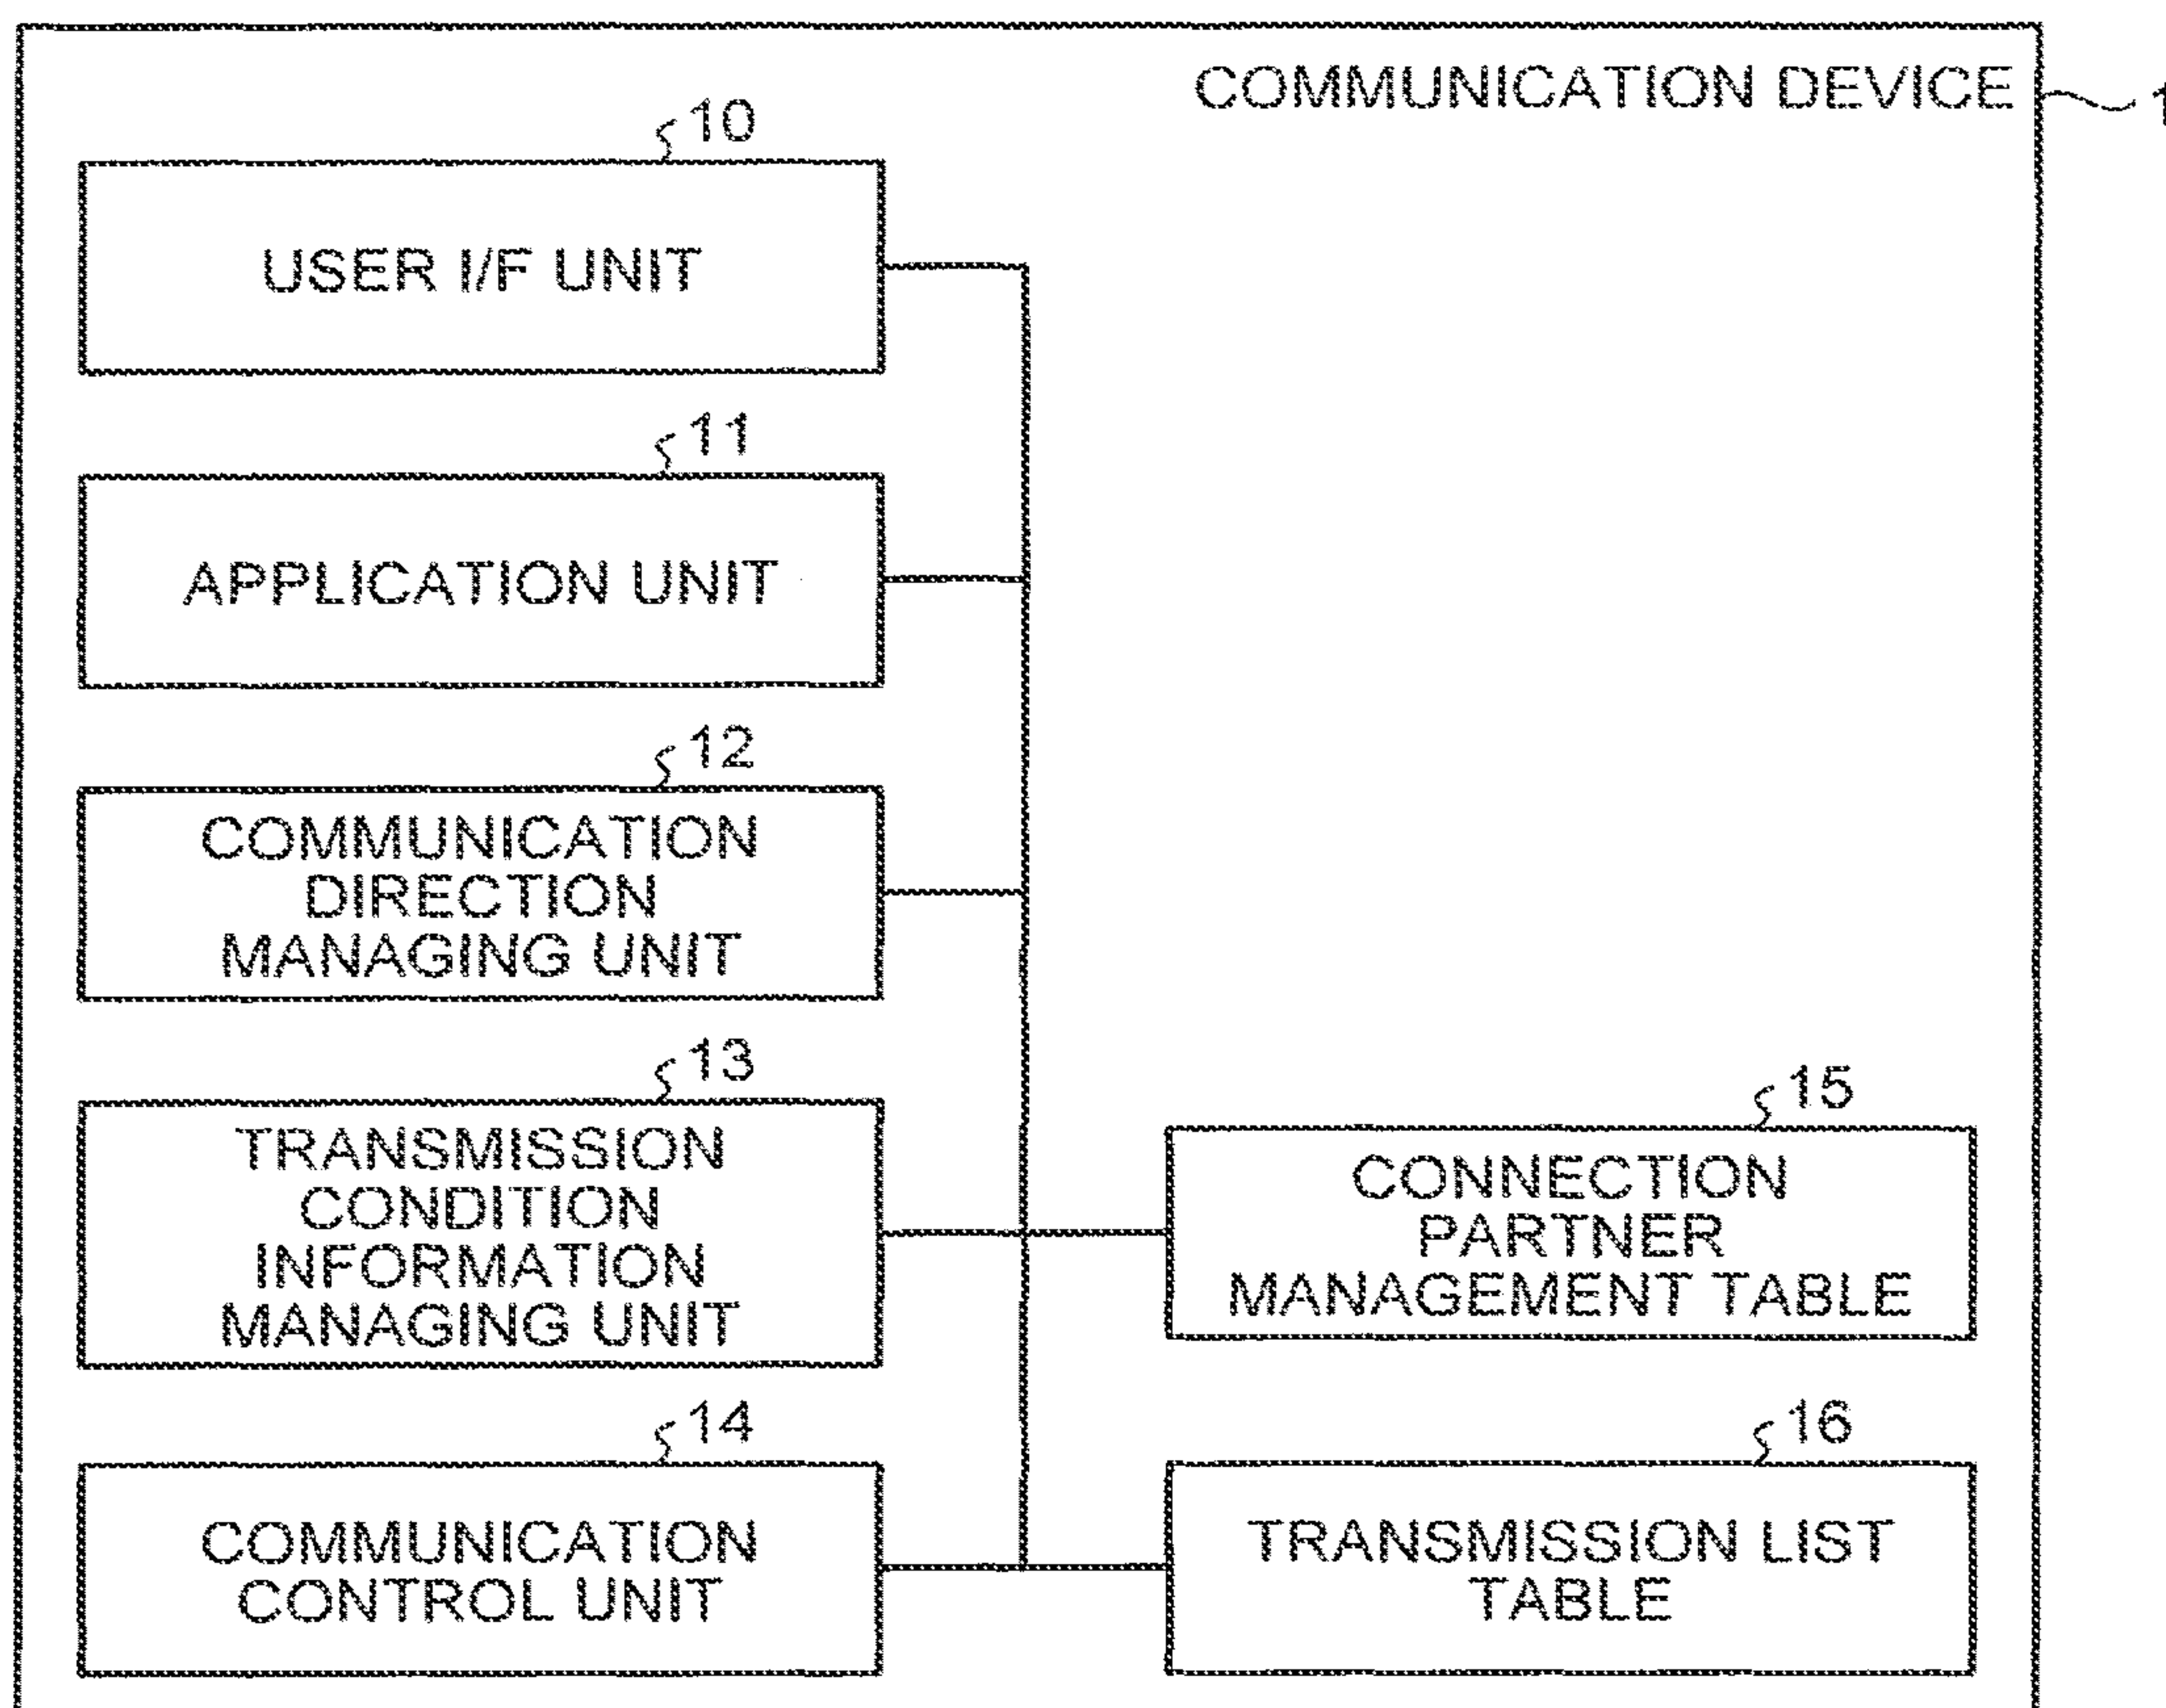 COMMUNICATION DEVICE
1
10
USER I/F UNIT
11
APPLICATION UNIT
12
COMMUNICATION
DIRECTION
MANAGING UNIT
13
TRANSMISSION
CONDITION
INFORMATION
MANAGING UNIT
14
COMMUNICATION
CONTROL UNIT
15
CONNECTION
PARTNER
MANAGEMENT TABLE
16
TRANSMISSION LIST
TABLE